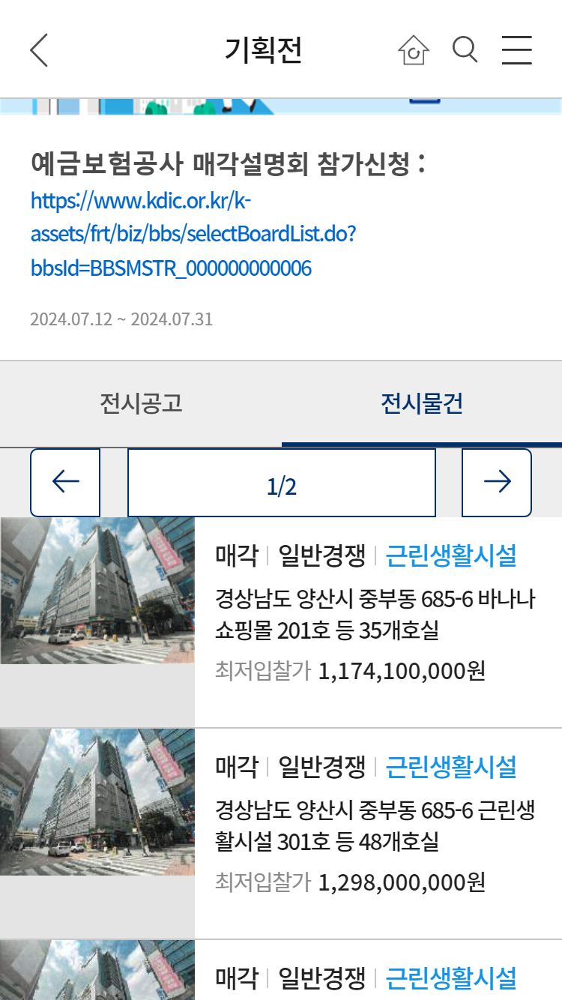 기획전
예금보험공사 매각설명회 참가신청 :
https://www.kdic.or.kr/k-
assets/frt/biz/bbs/selectBoardList.do?
bbsId=BBSMSTR_000000000006
2024.07.12 ~ 2024.07.31
전시공고 전시물건
1/2
매각 일반경쟁 근린생활시설
경상남도 양산시 중부동 685-6 바나나
쇼핑몰 201호 등 35개호실
최저입찰가 1,174,100,000원
매각 일반경쟁 근린생활시설
경상남도 양산시 중부동 685-6 근린생
활시설 301호 등 48개호실
최저입찰가 1,298,000,000원
매각 일반경쟁 근린생활시설